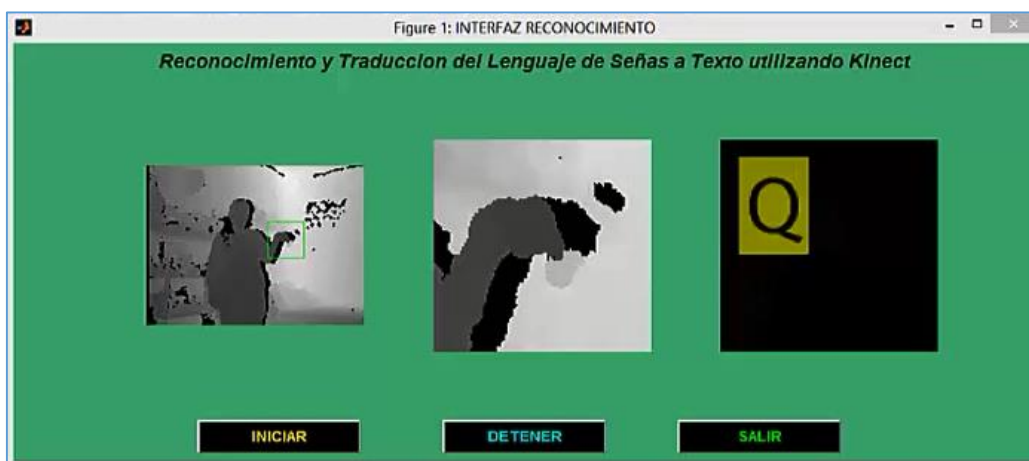 Figure 1: INTERFAZ RECONOCIMIENTO
Reconocimiento y Traduccion del Lenguaje de Señas a Texto utilizando Kinect
Q
INICIAR
DETENER
SALIR